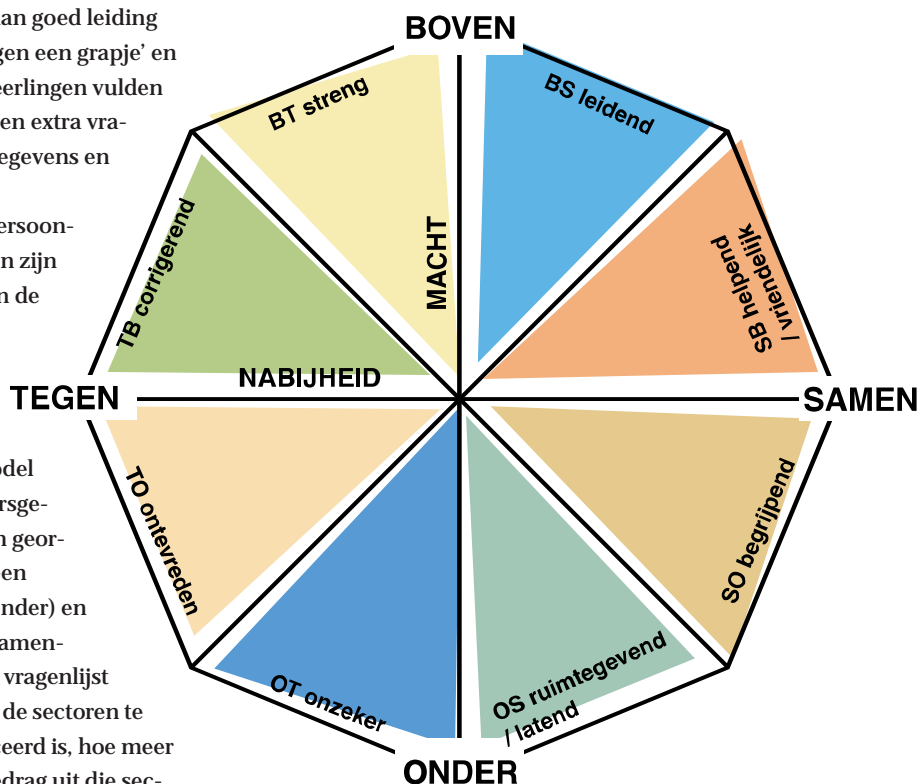 an goed leiding
gen een grapje’ en
eerlingen vulden
en extra vra-
egevens en
ersoon-
n zijn
n de
odel
rsge-
n geor-
een
nder) en
amen-
vragenlijst
de sectoren te
eerd is, hoe meer
edrag uit die sec-
BOVEN
BT streng
BS leidend
MACHT
TB corrigerend
SB helpend
/ vriendelijk
NABIJHEID
TEGEN
SAMEN
TO ontevreden
SO begrijpend
OT onzeker
OS ruimtegevend
/ latend
ONDER